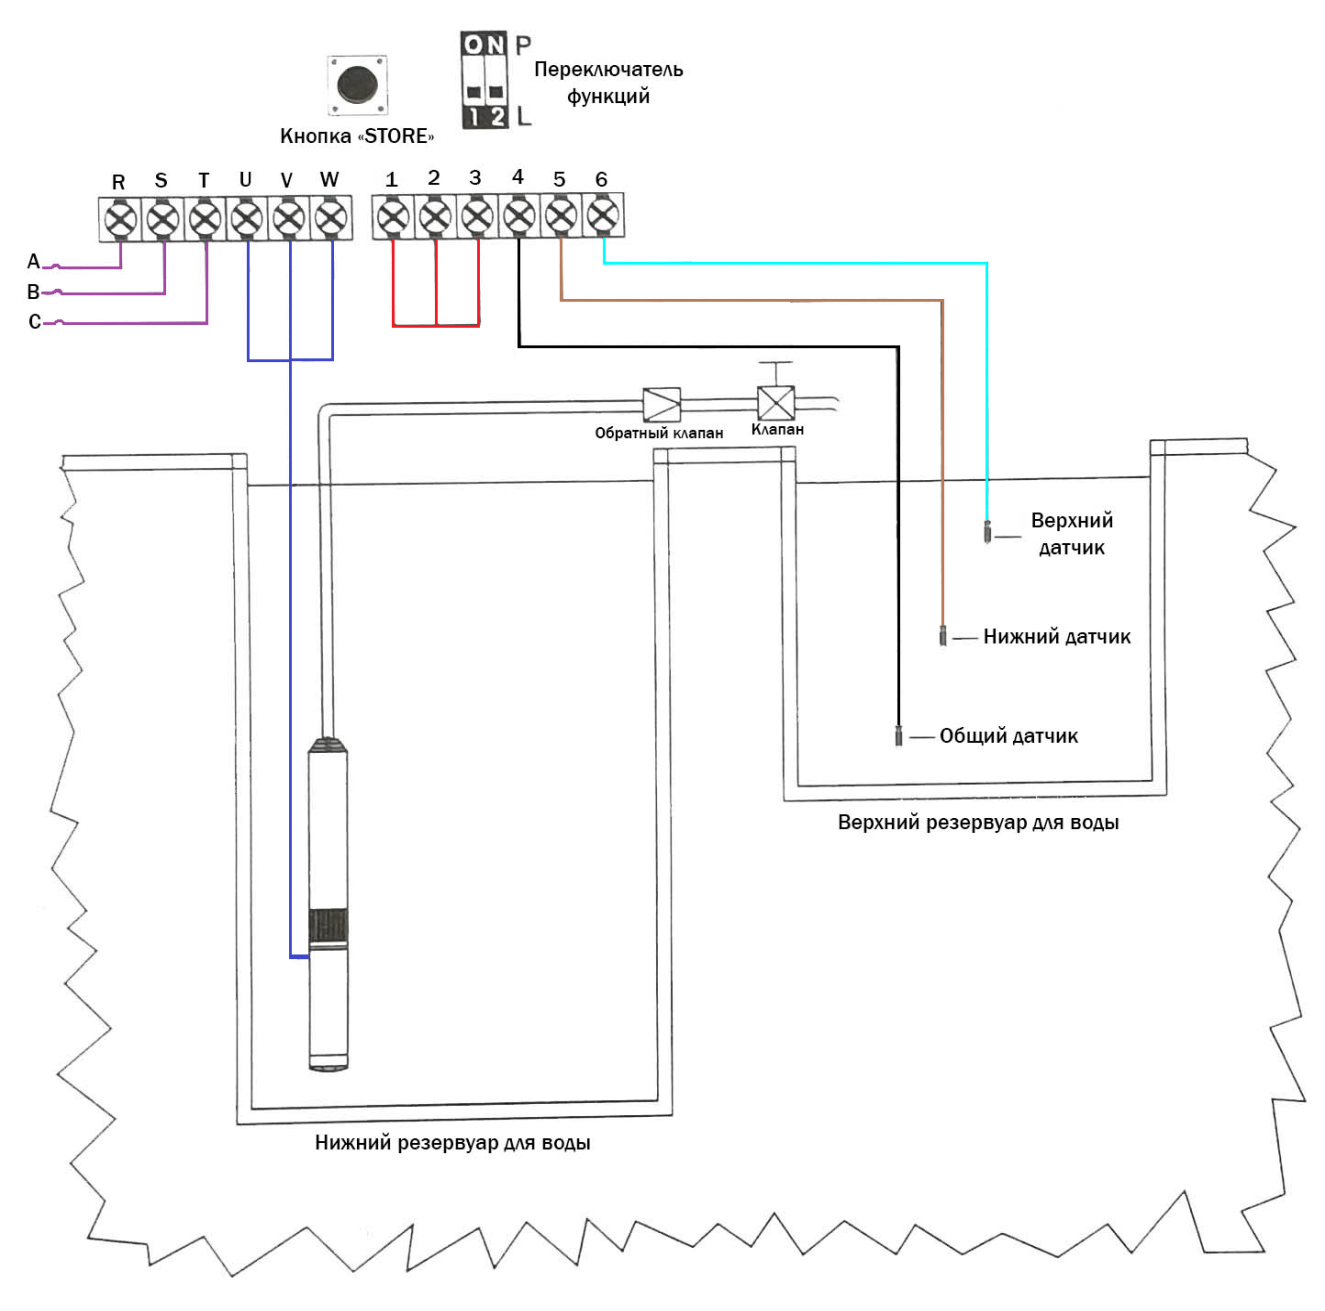 ON P
Переключатель
функций
1 2 L
Кнопка «STORE»
R S T U V W 1 2 3 4 5 6
A
B
C
Обратный клапан
Клапан
Верхний
датчик
Нижний датчик
Общий датчик
Верхний резервуар для воды
Нижний резервуар для воды